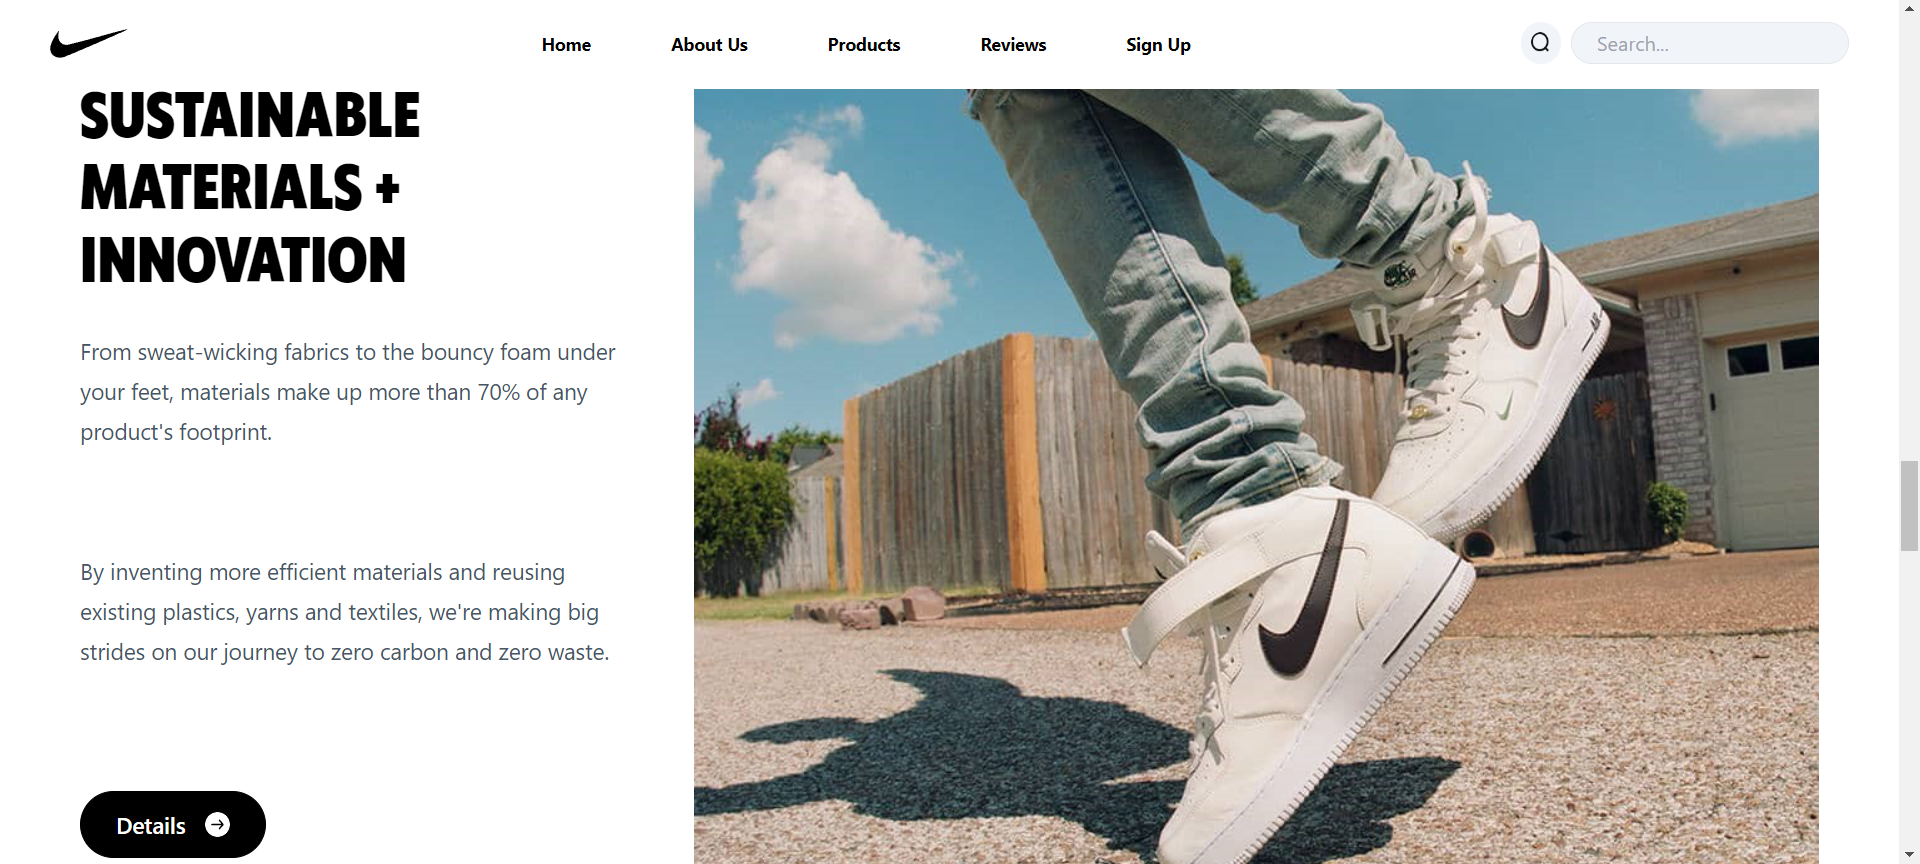 Home About Us Products Reviews Sign Up Search...
SUSTAINABLE
MATERIALS +
INNOVATION
From sweat-wicking fabrics to the bouncy foam under
your feet, materials make up more than 70% of any
product's footprint.
By inventing more efficient materials and reusing
existing plastics, yarns and textiles, we're making big
strides on our journey to zero carbon and zero waste.
Details
NIKE
AIR
AIR